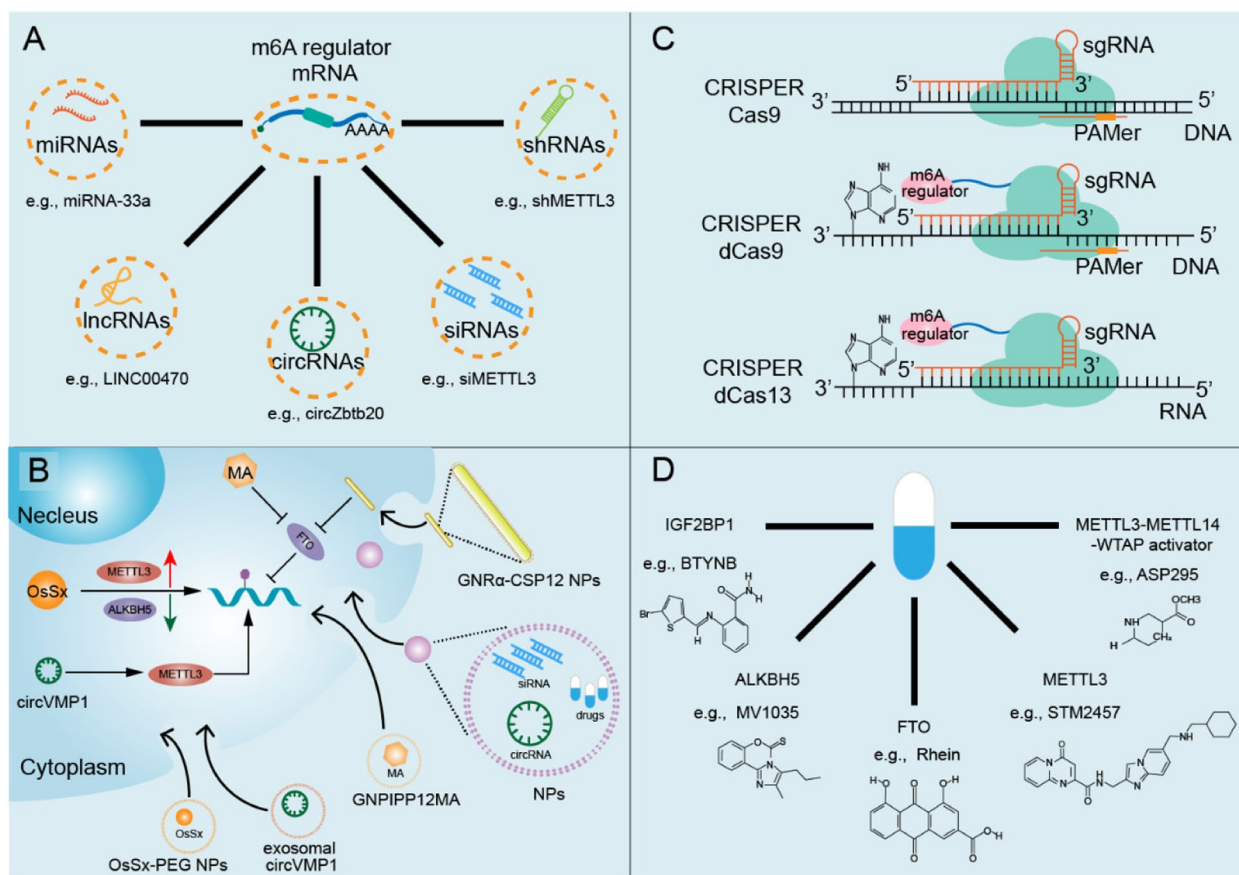 A
m6A regulator
mRNA
AAAA
miRNAs
e.g., miRNA-33a
shRNAs
e.g., shMETTL3
lncRNAs
e.g., LINC00470
circRNAs
e.g., circZbtb20
siRNAs
e.g., siMETTL3
B
Necleus
MA
FTO
GNRα-CSP12 NPs
OsSx
METTL3
ALKBH5
circVMP1
METTL3
Cytoplasm
OsSx
OsSx-PEG NPs
exosomal
circVMP1
MA
GNPIPP12MA
siRNA
drugs
circRNA
NPs
C
CRISPER
Cas9
3’
5’
3’
sgRNA
5’
PAMer
DNA
CRISPER
dCas9
3’
NH
N
N
N
N
m6A
regulator
5’
3’
sgRNA
5’
PAMer
DNA
CRISPER
dCas13
3’
NH
N
N
N
N
m6A
regulator
5’
3’
sgRNA
5’
RNA
D
IGF2BP1
e.g., BTYNB
Br
S
H
N
O
N
H
H
METTL3-METTL14
-WTAP activator
e.g., ASP295
OCH3
HN
O
H
CH₄
ALKBH5
e.g., MV1035
O
S
N
N
FTO
e.g., Rhein
O
H
O
O
H
O
O
O
H
METTL3
e.g., STM2457
O
N
N
O
N
H
N
N
NH